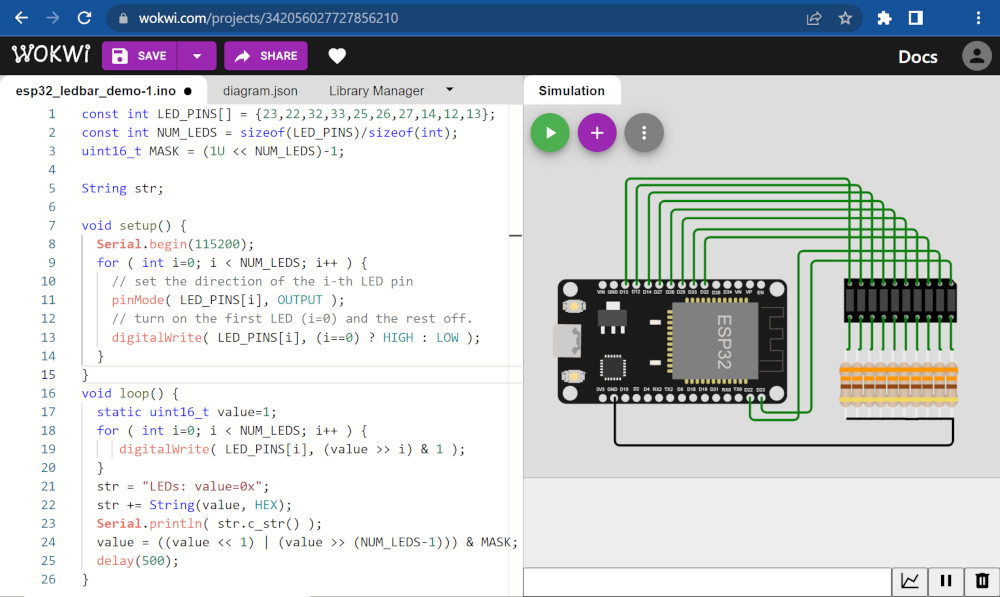 wokwi.com/projects/342056027727856210
WOKWI
SAVE
SHARE
Docs
esp32_ledbar_demo-1.ino
diagram.json
Library Manager
Simulation
1 const int LED_PINS[] = {23,22,32,33,25,26,27,14,12,13};
2 const int NUM_LEDS = sizeof(LED_PINS)/sizeof(int);
3 uint16_t MASK = (1U << NUM_LEDS)-1;
4
5 String str;
6
7 void setup() {
8 Serial.begin(115200);
9 for ( int i=0; i < NUM_LEDS; i++ ) {
10 // set the direction of the i-th LED pin
11 pinMode( LED_PINS[i], OUTPUT );
12 // turn on the first LED (i=0) and the rest off.
13 digitalWrite( LED_PINS[i], (i==0) ? HIGH : LOW );
14 }
15 }
16 void loop() {
17 static uint16_t value=1;
18 for ( int i=0; i < NUM_LEDS; i++ ) {
19 digitalWrite( LED_PINS[i], (value >> i) & 1 );
20 }
21 str = "LEDs: value=0x";
22 str += String(value, HEX);
23 Serial.println( str.c_str() );
24 value = ((value << 1) | (value >> (NUM_LEDS-1))) & MASK;
25 delay(500);
26 }
VIN GND D13 D12 D14 D27 D26 D25 D33 D32 D35 D34 VN VP EN
ESP32
3V3 GND D15 D2 D4 RX2 TX2 D5 D18 D19 D21 RX0 TX0 D22 D23